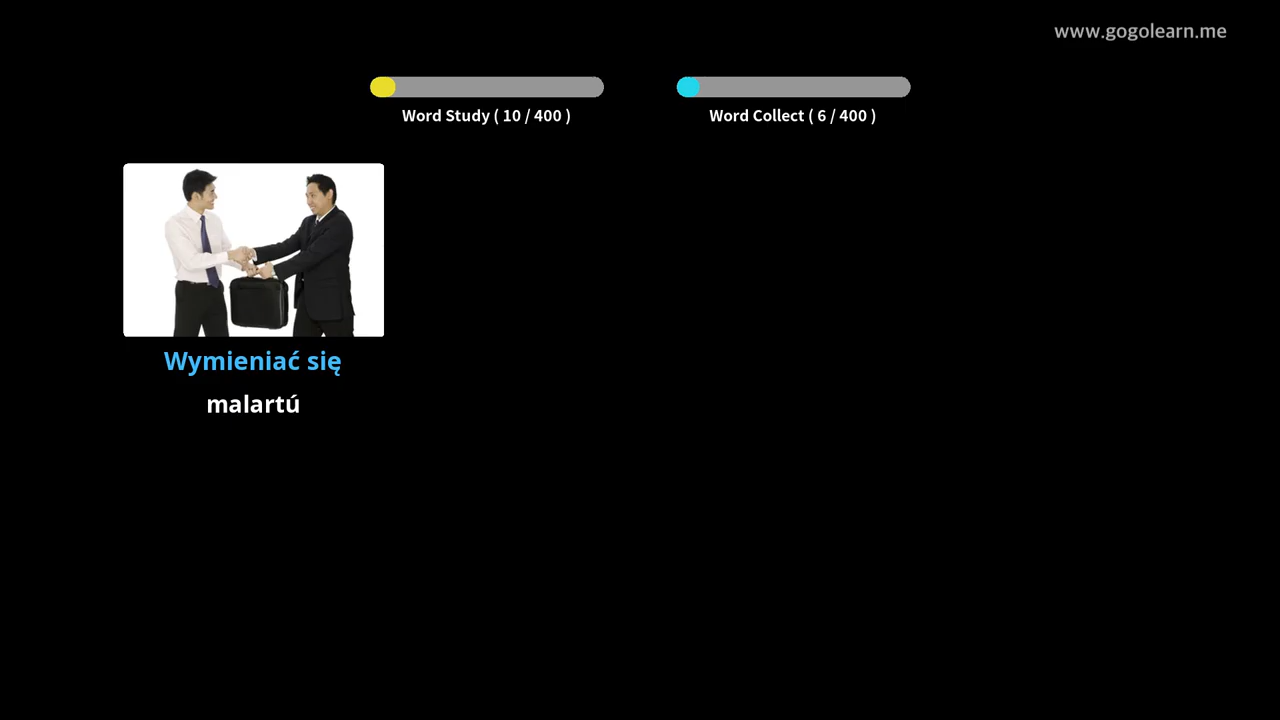 www.gogolearn.me
Word Study ( 10 / 400 )
Word Collect ( 6 / 400 )
Wymieniać się
malartú